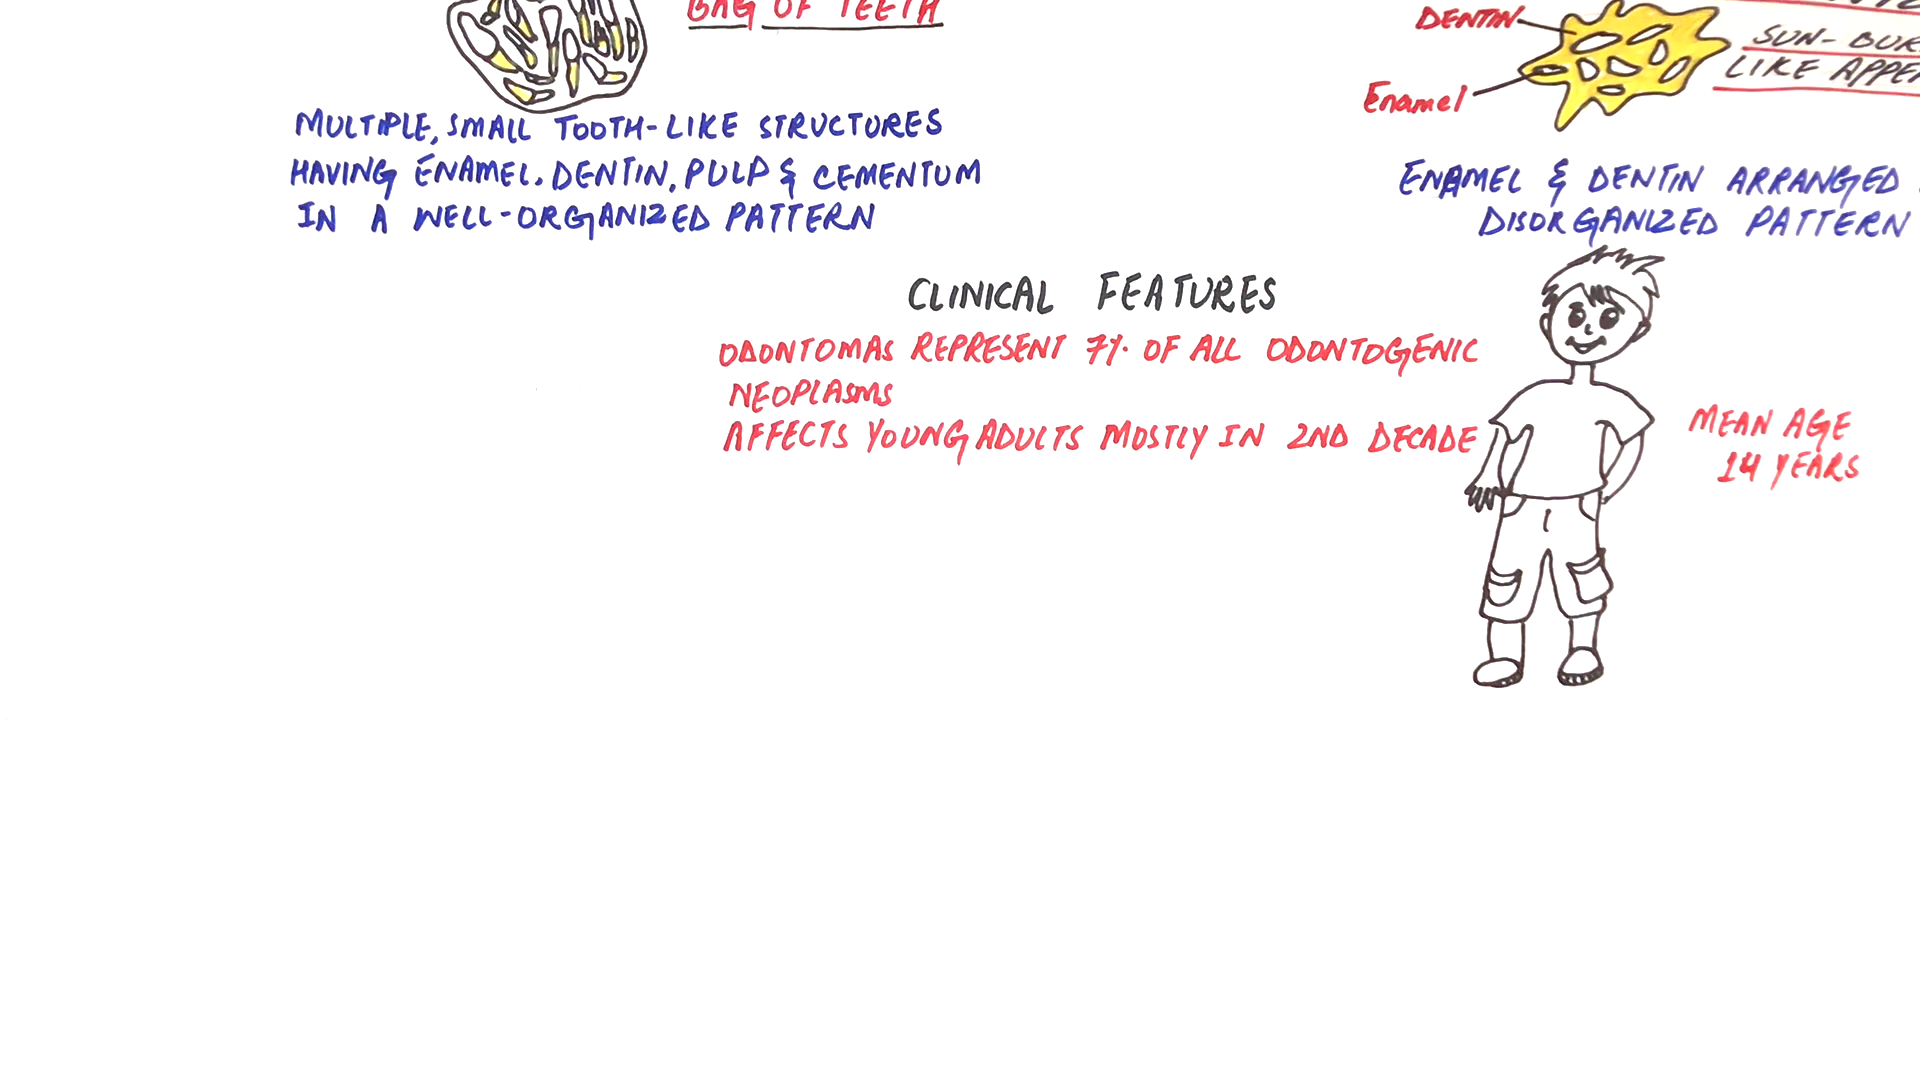 BAG OF TEETH
MULTIPLE, SMALL TOOTH-LIKE STRUCTURES
HAVING ENAMEL, DENTIN, PULP & CEMENTUM
IN A WELL-ORGANIZED PATTERN
DENTIN
Enamel
SUN-BUR
LIKE APPE
ENAMEL & DENTIN ARRANGED
DISORGANIZED PATTERN
CLINICAL FEATURES
ODONTOMAS REPRESENT 7% OF ALL ODONTOGENIC
NEOPLASMS
AFFECTS YOUNG ADULTS MOSTLY IN 2ND DECADE
MEAN AGE
14 YEARS